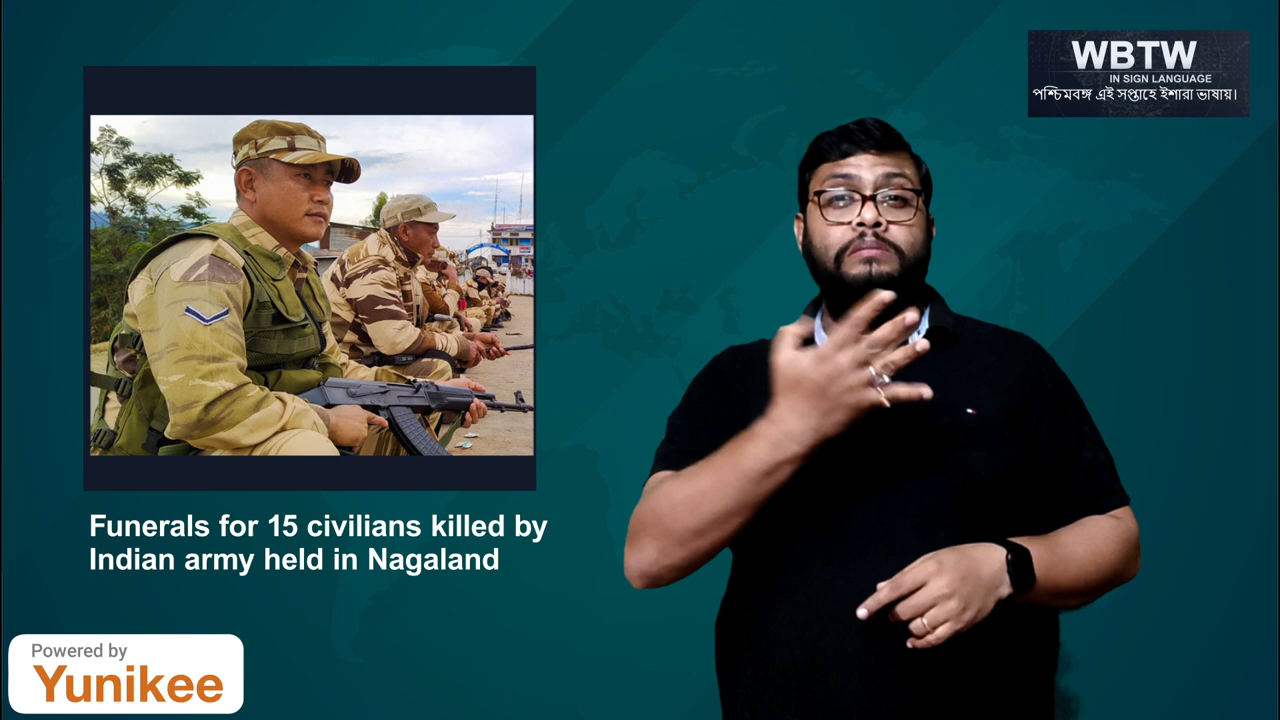 WBTW
IN SIGN LANGUAGE
পশ্চিমবঙ্গ এই সপ্তাহে ইশারা ভাষায়।
Funerals for 15 civilians killed by
Indian army held in Nagaland
Powered by
Yunikee